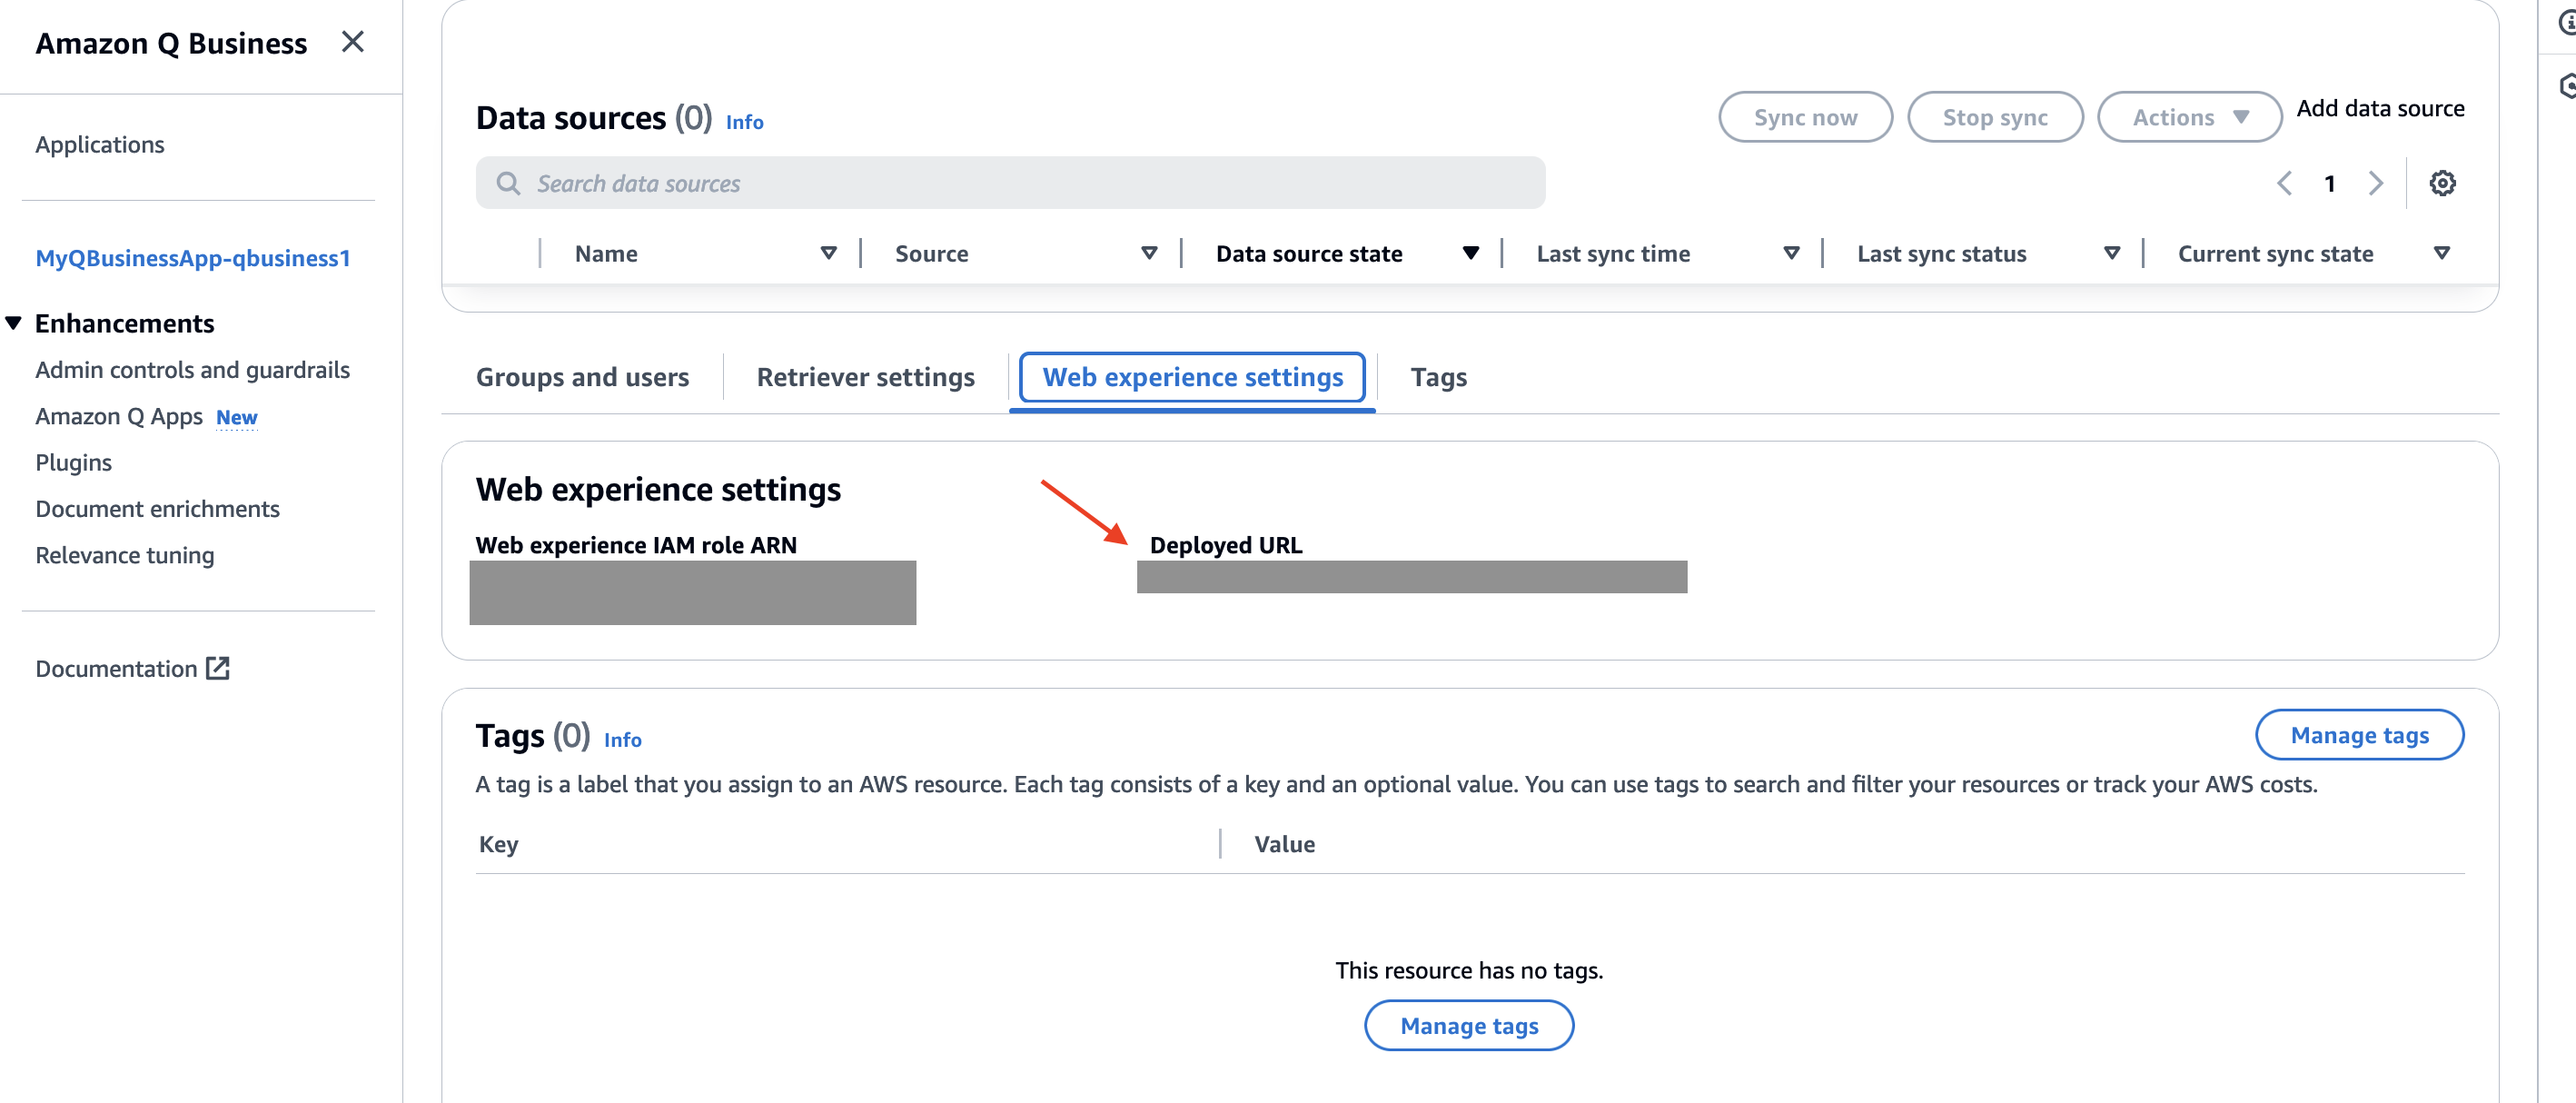 Amazon Q Business
Applications
MyQBusinessApp-qbusiness1
Enhancements
Admin controls and guardrails
Amazon Q Apps New
Plugins
Document enrichments
Relevance tuning
Documentation
Data sources (0) Info
Sync now Stop sync Actions Add data source
Search data sources
1
Name Source Data source state Last sync time Last sync status Current sync state
Groups and users Retriever settings Web experience settings Tags
Web experience settings
Web experience IAM role ARN Deployed URL
Tags (0) Info
Manage tags
A tag is a label that you assign to an AWS resource. Each tag consists of a key and an optional value. You can use tags to search and filter your resources or track your AWS costs.
Key Value
This resource has no tags.
Manage tags